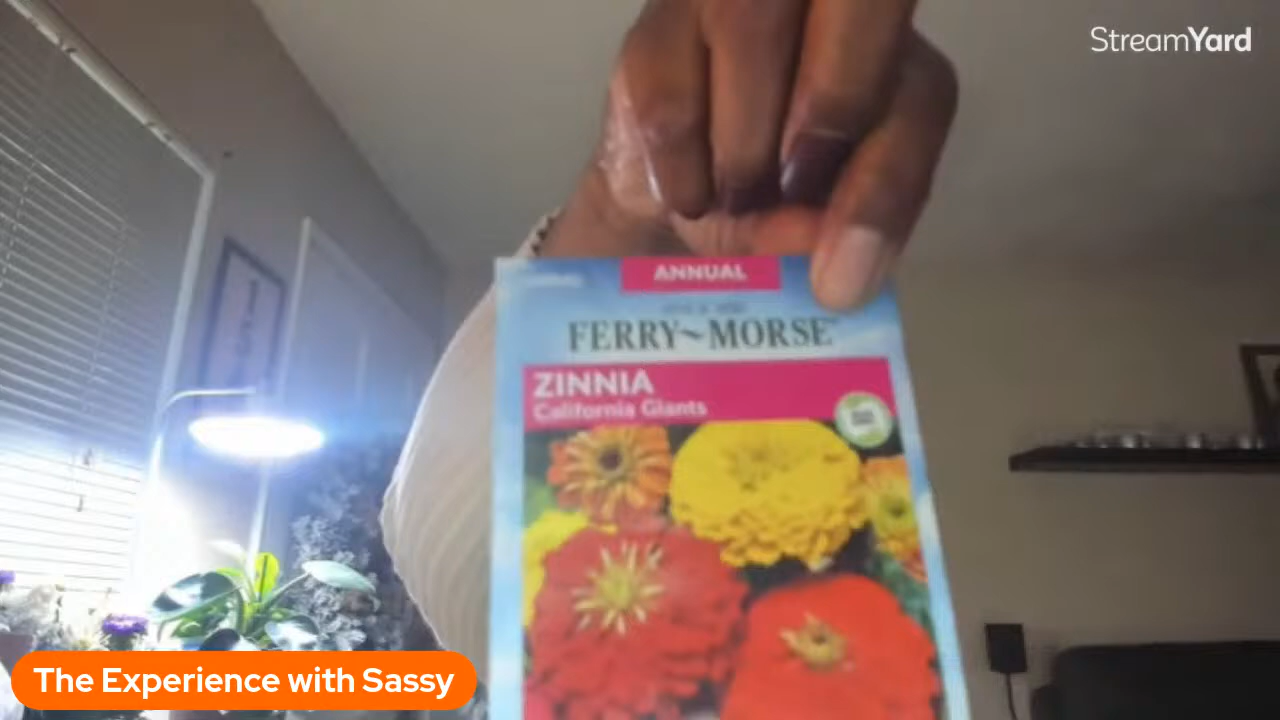 StreamYard
ANNUAL
FERRY~MORSE
ZINNIA
California Giants
The Experience with Sassy